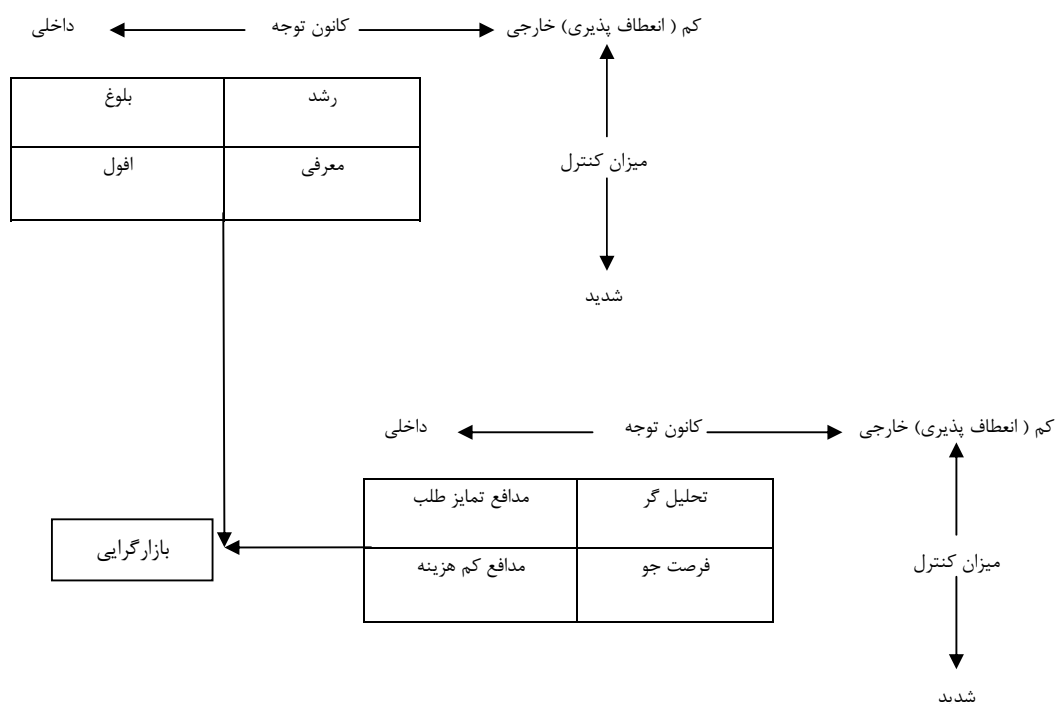 کم ( انعطاف پذیری) خارجی کانون توجه داخلی
رشد بلوغ
معرفی افول
میزان کنترل
شدید
کم ( انعطاف پذیری) خارجی کانون توجه داخلی
تحلیل گر مدافع تمایز طلب
فرصت جو مدافع کم هزینه
میزان کنترل
بازارگرایی
شدید